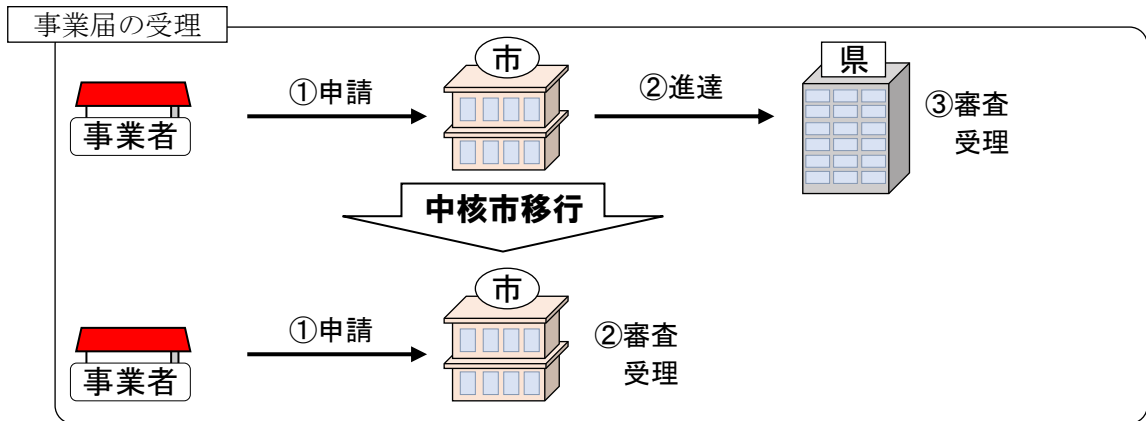 事業届の受理
市
県
①申請
②進達
③審査
受理
事業者
中核市移行
市
①申請
②審査
受理
事業者